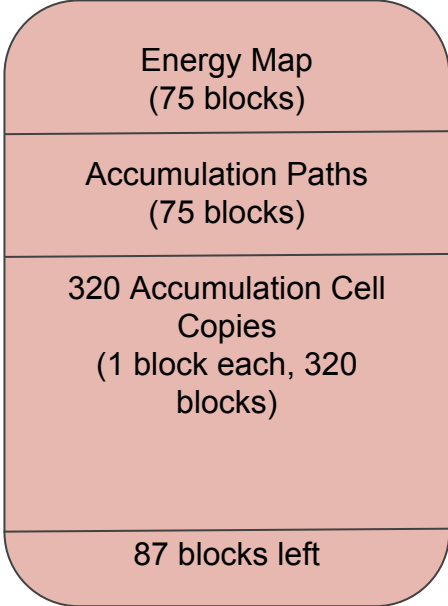 Energy Map
(75 blocks)
Accumulation Paths
(75 blocks)
320 Accumulation Cell
Copies
(1 block each, 320
blocks)
87 blocks left